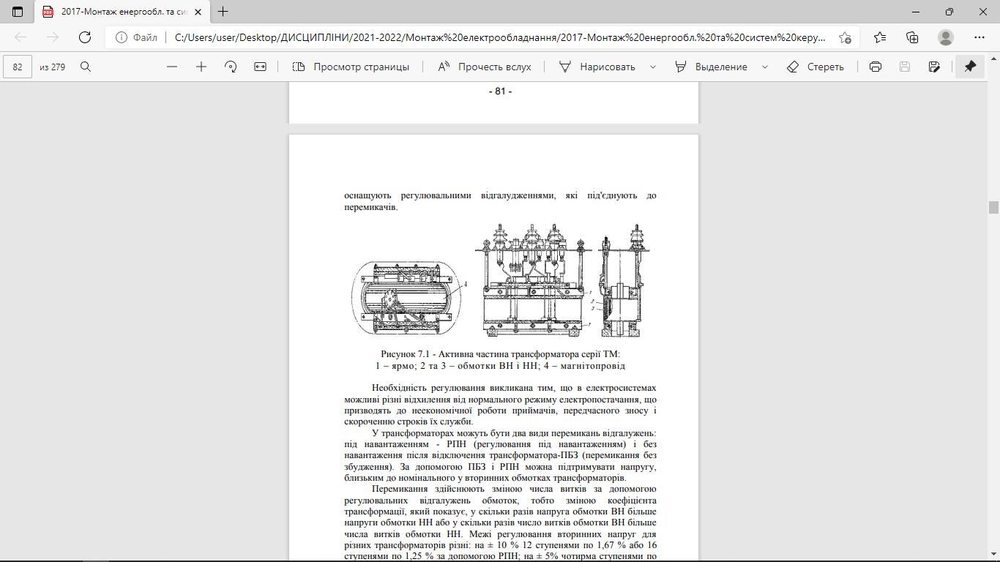 2017-Монтаж енергообл. та сис
Файл
C:/Users/user/Desktop/ДИСЦИПЛІНИ/2021-2022/Монтаж%20електрообладнання/2017-Монтаж%20енергообл.%20та%20систем%20керу...
82 из 279
Просмотр страницы
Прочесть вслух
Нарисовать
Выделение
Стереть
- 81 -
оснащують регулювальними відгалудженнями, які під'єднують до
перемикачів.
4
1
1
2
3
Рисунок 7.1 - Активна частина трансформатора серії ТМ:
1 – ярмо; 2 та 3 – обмотки ВН і НН; 4 – магнітопровід
Необхідність регулювання викликана тим, що в електросистемах
можливі різні відхилення від нормального режиму електропостачання, що
призводять до неекономічної роботи приймачів, передчасного зносу і
скороченню строків їх служби.
У трансформаторах можуть бути два види перемикань відгалужень:
під навантаженням - РПН (регулювання під навантаженням) і без
навантаження після відключення трансформатора-ПБЗ (перемикання без
збудження). За допомогою ПБЗ і РПН можна підтримувати напругу,
близьким до номінального у вторинних обмотках трансформаторів.
Перемикання здійснюють зміною числа витків за допомогою
регулювальних відгалужень обмоток, тобто зміною коефіцієнта
трансформації, який показує, у скільки разів напруга обмотки ВН більше
напруги обмотки НН або у скільки разів число витків обмотки ВН більше
числа витків обмотки НН. Межі регулювання вторинних напруг для
різних трансформаторів різні: на ± 10 % 12 ступенями по 1,67 % або 16
ступенями по 1,25 % за допомогою РПН; на ± 5% чотирма ступенями по